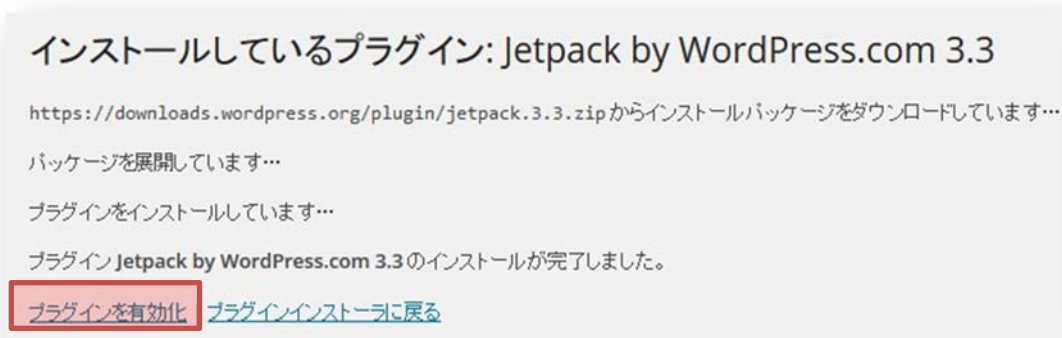 インストールしているプラグイン: Jetpack by WordPress.com 3.3
https://downloads.wordpress.org/plugin/jetpack.3.3.zip からインストールパッケージをダウンロードしています…
パッケージを展開しています…
プラグインをインストールしています…
プラグイン Jetpack by WordPress.com 3.3 のインストールが完了しました。
プラグインを有効化 プラグインインストーラに戻る